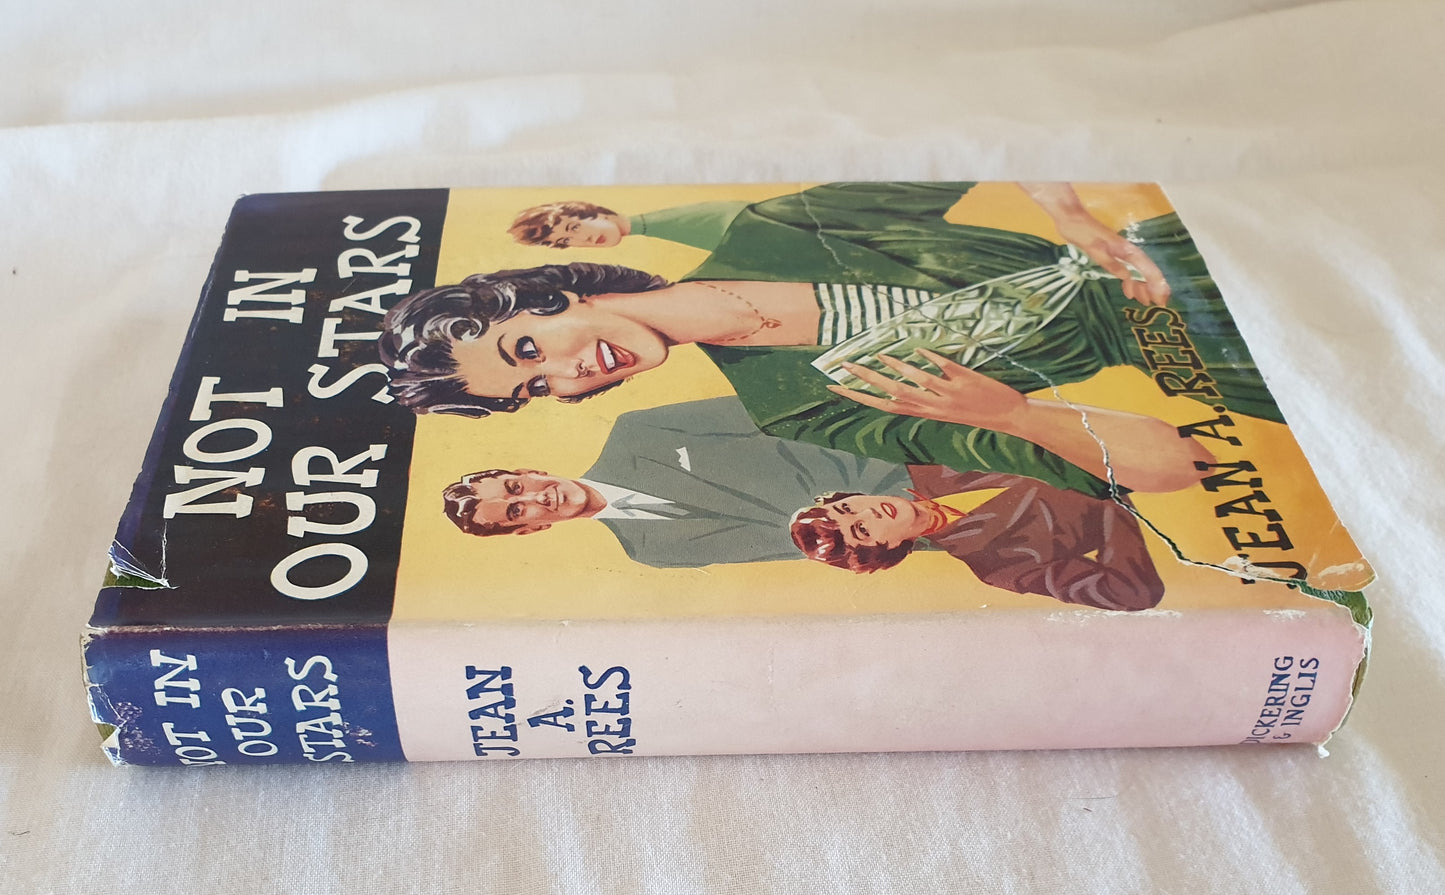 NOT IN
OUR STARS
JEAN A. REES
NOT IN
OUR
STARS
JEAN
A.
REES
PICKERING
& INGLIS